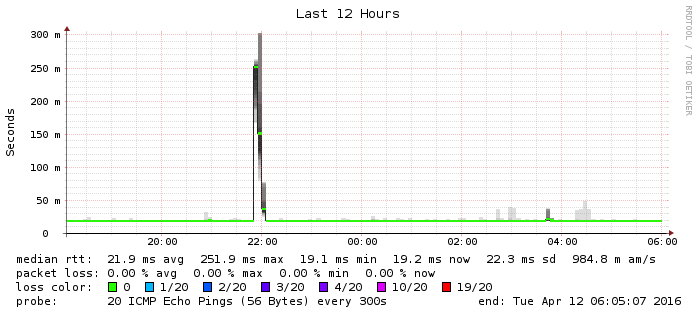 Last 12 Hours
RRDTOOL / TOBI OETIKER
Seconds
300 m
250 m
200 m
150 m
100 m
50 m
0
20:00 22:00 00:00 02:00 04:00 06:00
median rtt: 21.9 ms avg 251.9 ms max 19.1 ms min 19.2 ms now 22.3 ms sd 984.8 m am/s
packet loss: 0.00 % avg 0.00 % max 0.00 % min 0.00 % now
loss color: 0 1/20 2/20 3/20 4/20 10/20 19/20
probe: 20 ICMP Echo Pings (56 Bytes) every 300s end: Tue Apr 12 06:05:07 2016